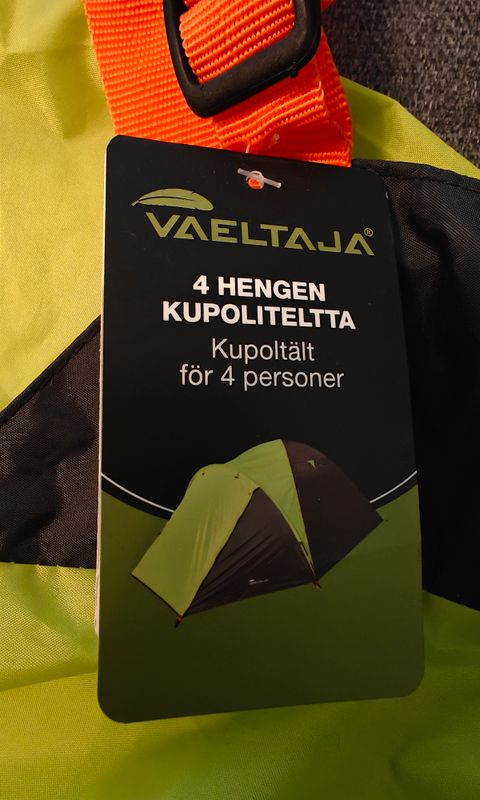 VAELTAJA®
4 HENGEN
KUPOLITELTTA
Kupoltält
för 4 personer